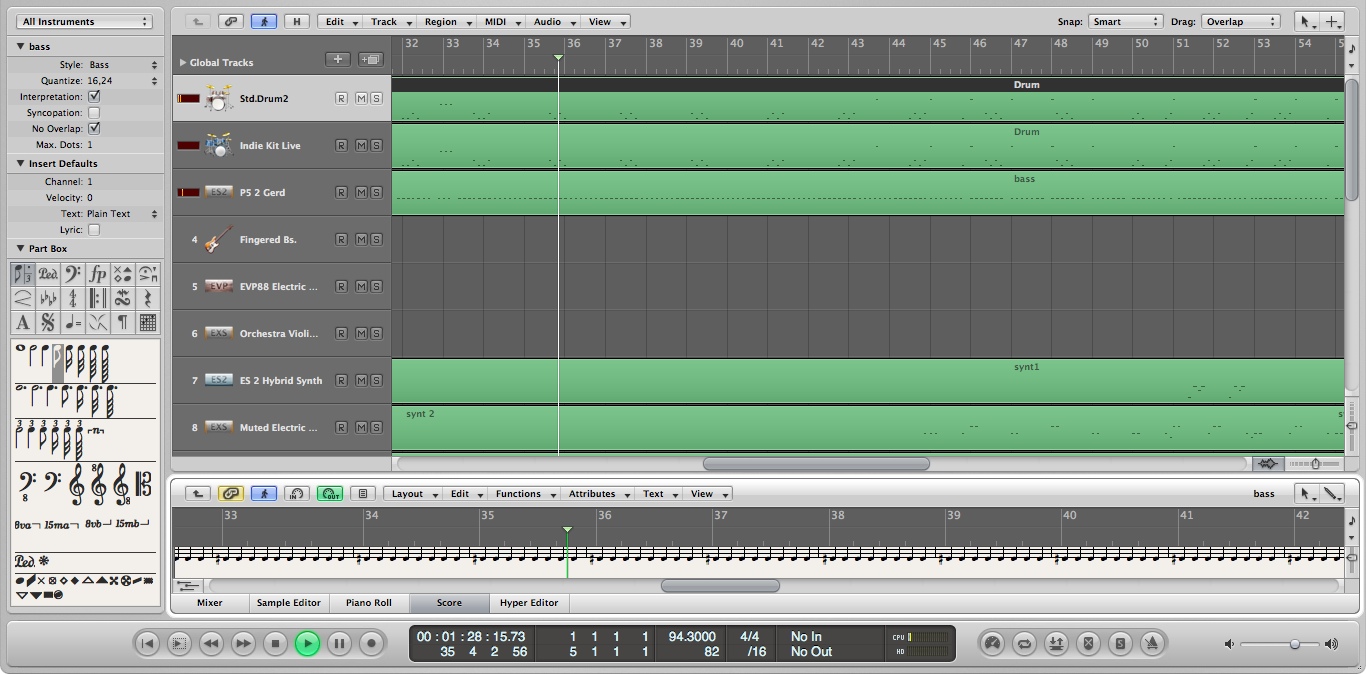 All Instruments
bass
Style: Bass
Quantize: 16,24
Interpretation:
Syncopation:
No Overlap:
Max. Dots: 1
Insert Defaults
Channel: 1
Velocity: 0
Text: Plain Text
Lyric:
Part Box
H Edit Track Region MIDI Audio View Snap: Smart Drag: Overlap
Global Tracks
32 33 34 35 36 37 38 39 40 41 42 43 44 45 46 47 48 49 50 51 52 53 54
Std.Drum2 R M S
Drum
Indie Kit Live R M S
Drum
ES2 P5 2 Gerd R M S
bass
4 Fingered Bs. R M S
5 EVP EVP88 Electric ... R M S
6 EXS Orchestra Violi... R M S
7 ES2 ES 2 Hybrid Synth R M S
synt1
8 EXS Muted Electric ... R M S
synt 2
IN OUT Layout Edit Functions Attributes Text View bass
33 34 35 36 37 38 39 40 41 42
Mixer Sample Editor Piano Roll Score Hyper Editor
00 : 01 : 28 : 15.73 1 1 1 1 94.3000 4/4 No In CPU
35 4 2 56 5 1 1 1 82 /16 No Out HD